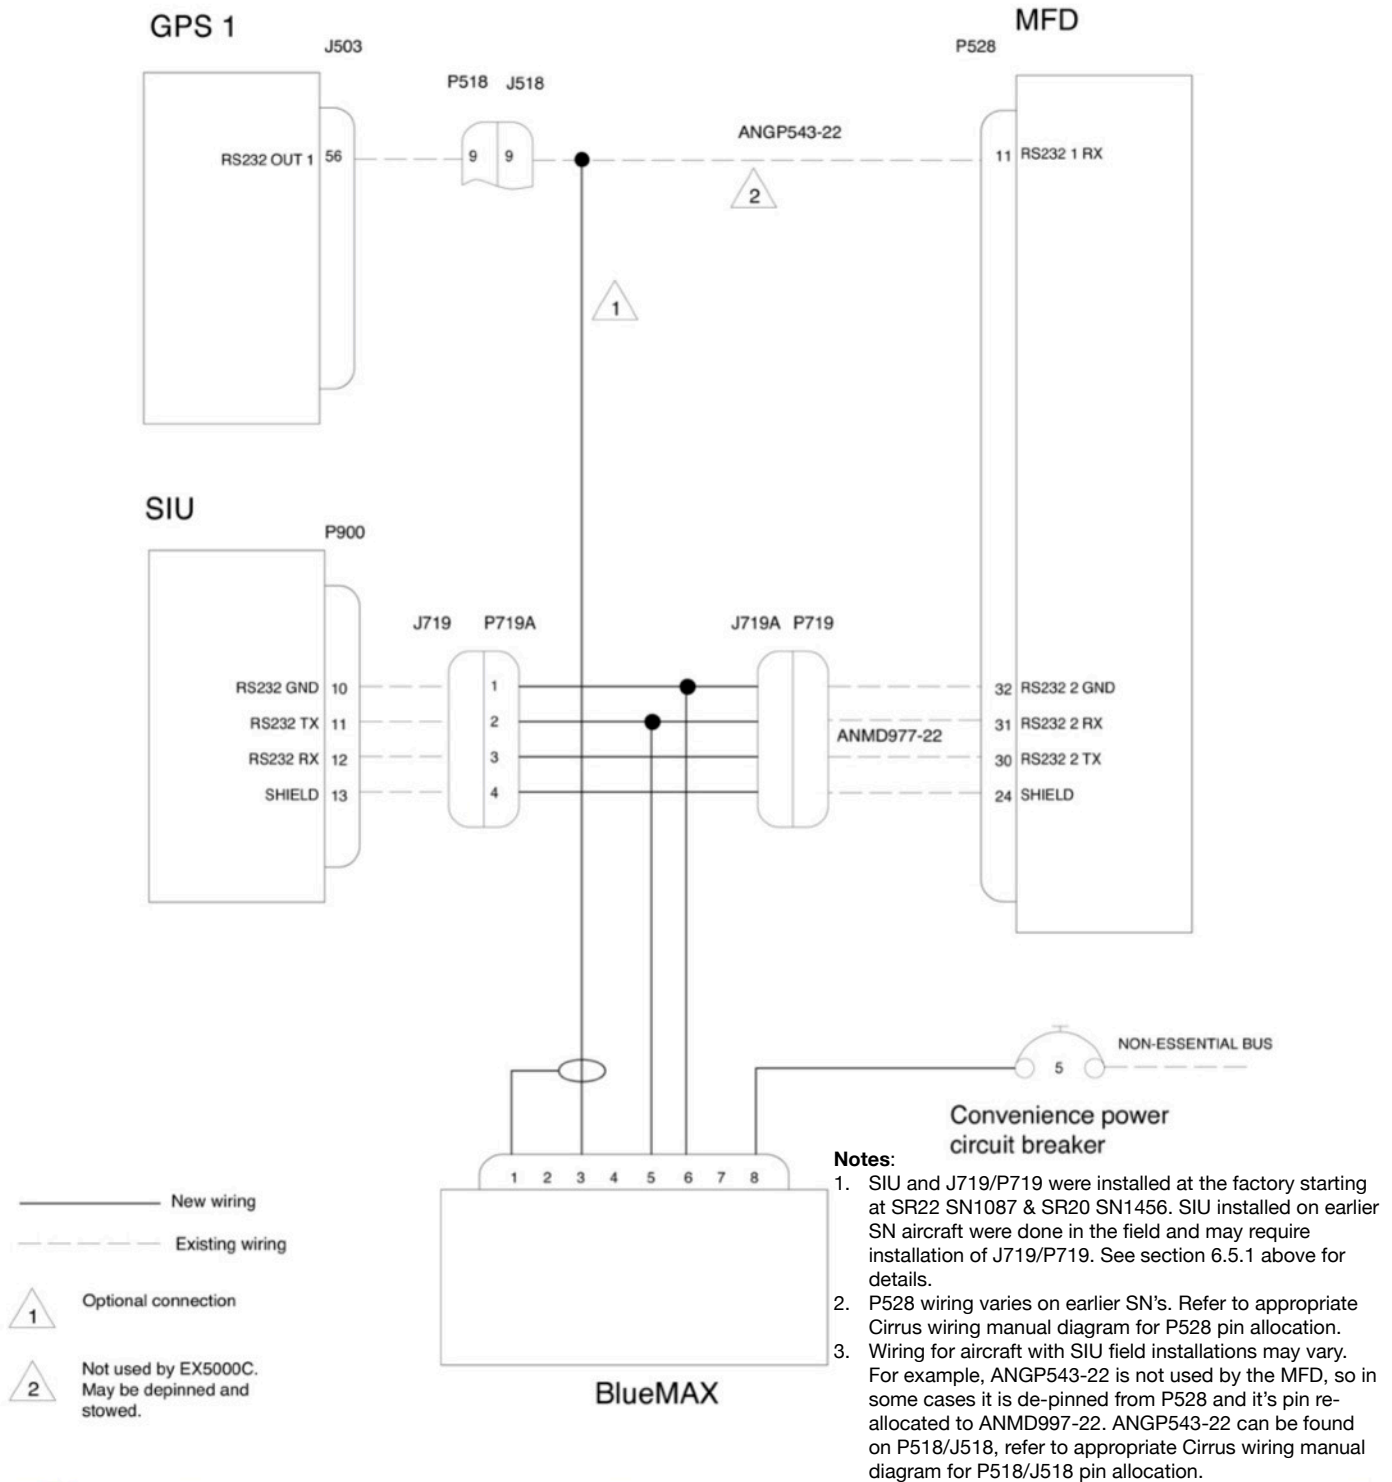 GPS 1
MFD
J503
P528
P518 J518
ANGP543-22
RS232 OUT 1 56
9 9
11 RS232 1 RX
2
1
SIU
P900
J719 P719A
J719A P719
RS232 GND 10
1
32 RS232 2 GND
RS232 TX 11
2
31 RS232 2 RX
ANMD977-22
RS232 RX 12
3
30 RS232 2 TX
SHIELD 13
4
24 SHIELD
NON-ESSENTIAL BUS
5
Convenience power
circuit breaker
1 2 3 4 5 6 7 8
BlueMAX
New wiring
Existing wiring
1 Optional connection
2 Not used by EX5000C.
May be depinned and
stowed.
Notes:
1. SIU and J719/P719 were installed at the factory starting
at SR22 SN1087 & SR20 SN1456. SIU installed on earlier
SN aircraft were done in the field and may require
installation of J719/P719. See section 6.5.1 above for
details.
2. P528 wiring varies on earlier SN's. Refer to appropriate
Cirrus wiring manual diagram for P528 pin allocation.
3. Wiring for aircraft with SIU field installations may vary.
For example, ANGP543-22 is not used by the MFD, so in
some cases it is de-pinned from P528 and it's pin re-
allocated to ANMD997-22. ANGP543-22 can be found
on P518/J518, refer to appropriate Cirrus wiring manual
diagram for P518/J518 pin allocation.